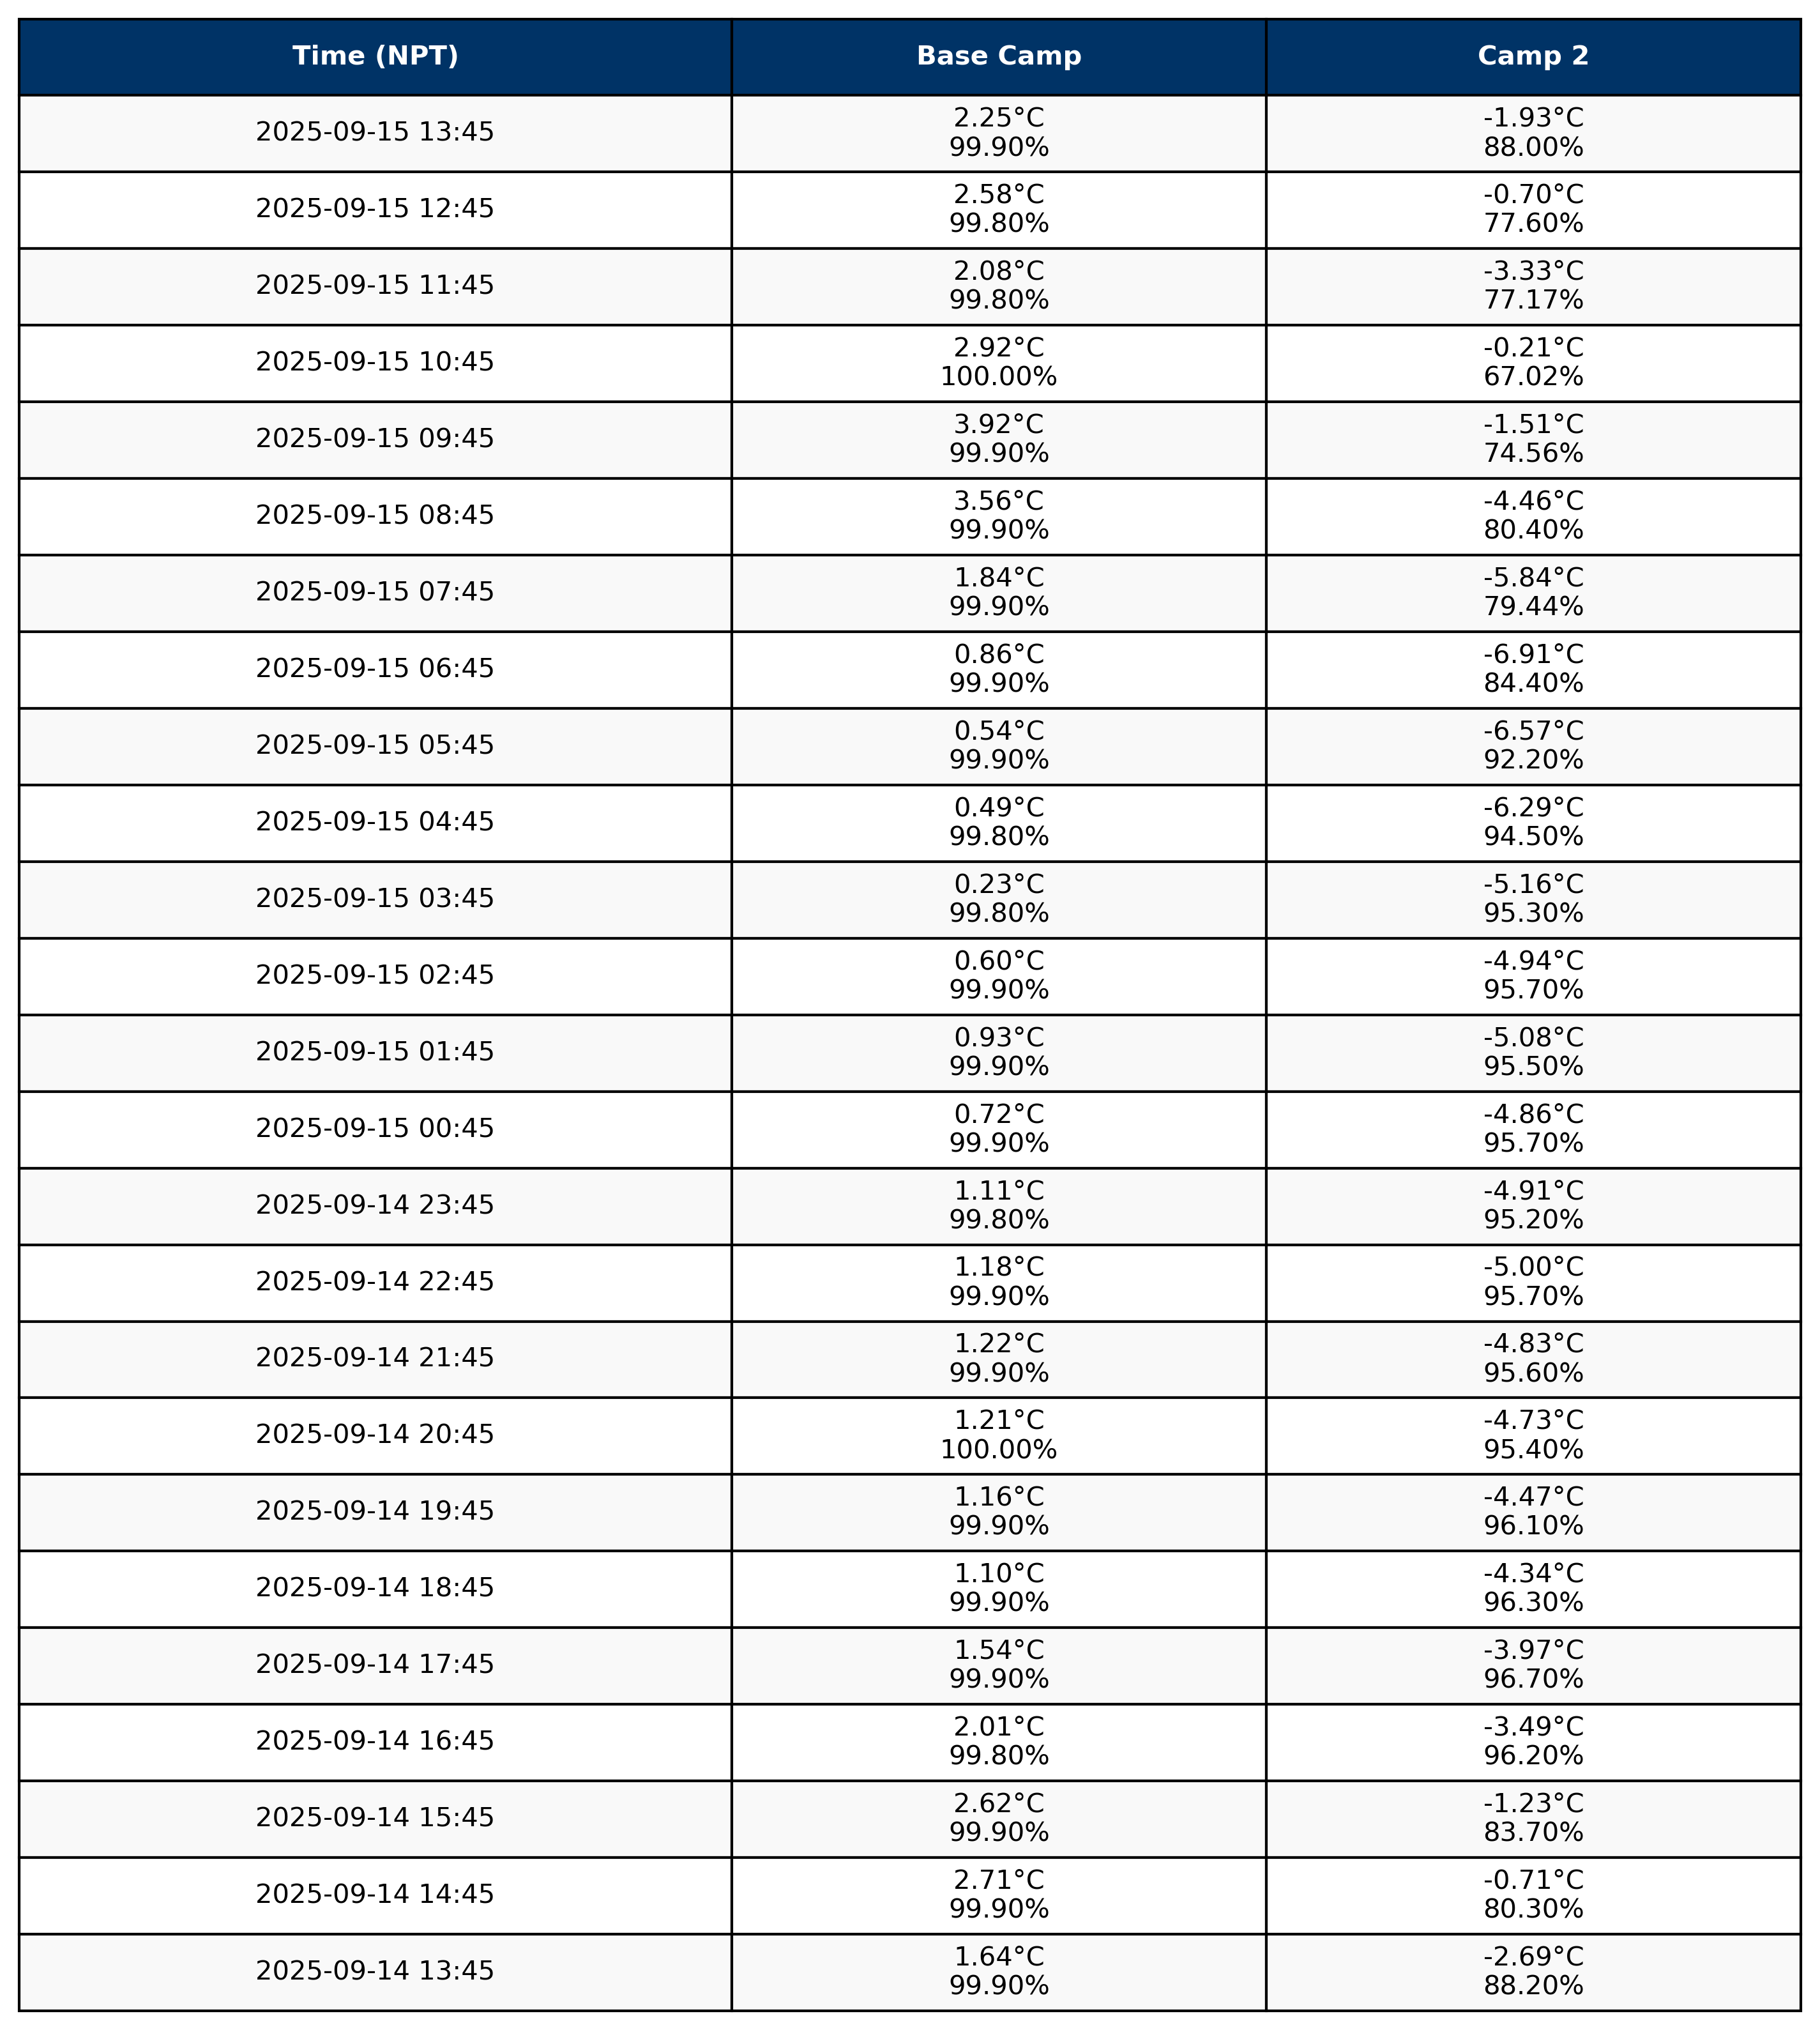 Time (NPT) Base Camp Camp 2
2025-09-15 13:45 2.25°C -1.93°C
99.90% 88.00%
2025-09-15 12:45 2.58°C -0.70°C
99.80% 77.60%
2025-09-15 11:45 2.08°C -3.33°C
99.80% 77.17%
2025-09-15 10:45 2.92°C -0.21°C
100.00% 67.02%
2025-09-15 09:45 3.92°C -1.51°C
99.90% 74.56%
2025-09-15 08:45 3.56°C -4.46°C
99.90% 80.40%
2025-09-15 07:45 1.84°C -5.84°C
99.90% 79.44%
2025-09-15 06:45 0.86°C -6.91°C
99.90% 84.40%
2025-09-15 05:45 0.54°C -6.57°C
99.90% 92.20%
2025-09-15 04:45 0.49°C -6.29°C
99.80% 94.50%
2025-09-15 03:45 0.23°C -5.16°C
99.80% 95.30%
2025-09-15 02:45 0.60°C -4.94°C
99.90% 95.70%
2025-09-15 01:45 0.93°C -5.08°C
99.90% 95.50%
2025-09-15 00:45 0.72°C -4.86°C
99.90% 95.70%
2025-09-14 23:45 1.11°C -4.91°C
99.80% 95.20%
2025-09-14 22:45 1.18°C -5.00°C
99.90% 95.70%
2025-09-14 21:45 1.22°C -4.83°C
99.90% 95.60%
2025-09-14 20:45 1.21°C -4.73°C
100.00% 95.40%
2025-09-14 19:45 1.16°C -4.47°C
99.90% 96.10%
2025-09-14 18:45 1.10°C -4.34°C
99.90% 96.30%
2025-09-14 17:45 1.54°C -3.97°C
99.90% 96.70%
2025-09-14 16:45 2.01°C -3.49°C
99.80% 96.20%
2025-09-14 15:45 2.62°C -1.23°C
99.90% 83.70%
2025-09-14 14:45 2.71°C -0.71°C
99.90% 80.30%
2025-09-14 13:45 1.64°C -2.69°C
99.90% 88.20%